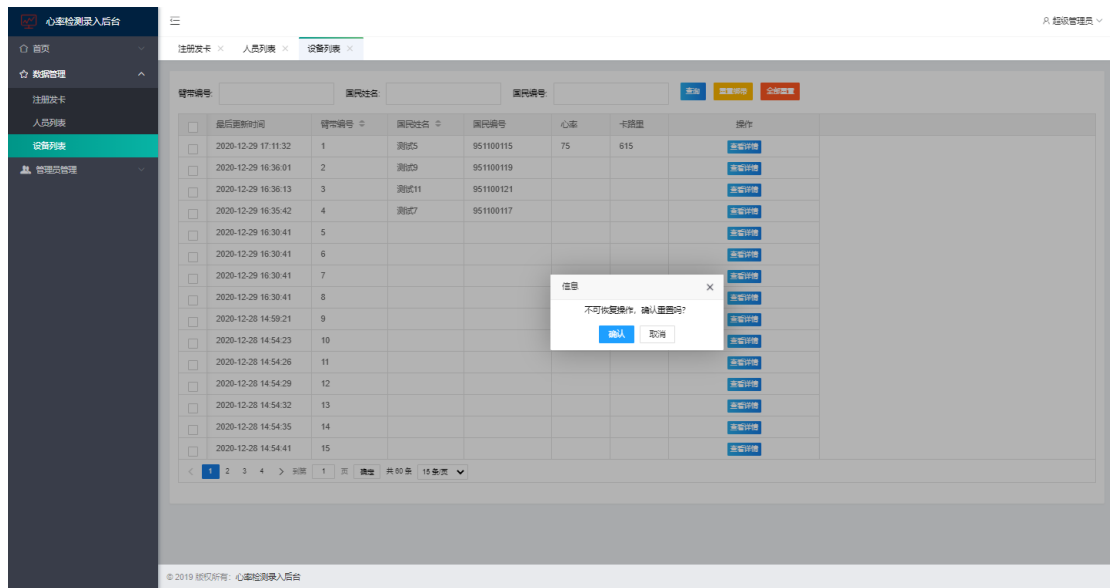 心率检测录入后台
超级管理员
首页
注册发卡 × 人员列表 × 设备列表 ×
数据管理
注册发卡
人员列表
设备列表
管理员管理
臂带编号: 国民姓名: 国民编号: 查询 重置绑带 全部重置
最后更新时间 臂带编号 国民姓名 国民编号 心率 卡路里 操作
2020-12-29 17:11:32 1 测试5 951100115 75 615 查看详情
2020-12-29 16:36:01 2 测试9 951100119 查看详情
2020-12-29 16:36:13 3 测试11 951100121 查看详情
2020-12-29 16:35:42 4 测试7 951100117 查看详情
2020-12-29 16:30:41 5 查看详情
2020-12-29 16:30:41 6 查看详情
2020-12-29 16:30:41 7 查看详情
2020-12-29 16:30:41 8 查看详情
2020-12-28 14:59:21 9 查看详情
2020-12-28 14:54:23 10 查看详情
2020-12-28 14:54:26 11 查看详情
2020-12-28 14:54:29 12 查看详情
2020-12-28 14:54:32 13 查看详情
2020-12-28 14:54:35 14 查看详情
2020-12-28 14:54:41 15 查看详情
信息 ×
不可恢复操作，确认重置吗?
确认 取消
< 1 2 3 4 > 到第 1 页 确定 共 60 条 15 条/页
© 2019 版权所有：心率检测录入后台